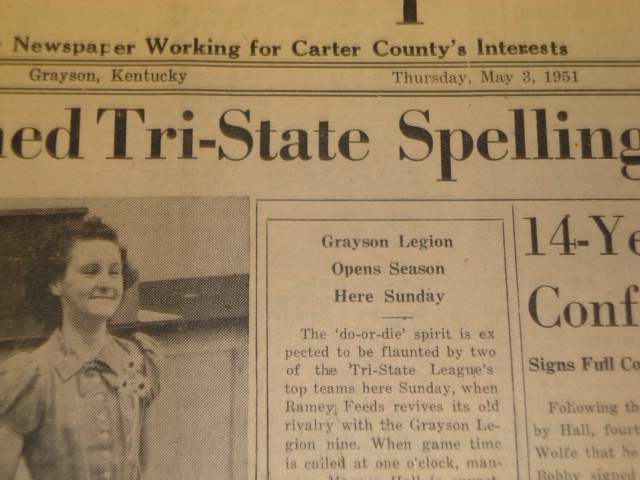 Newspaper Working for Carter County's Interests
Grayson, Kentucky
Thursday, May 3, 1951
ned Tri-State Spelling
Grayson Legion
Opens Season
Here Sunday
The 'do-or-die' spirit is ex
pected to be flaunted by two
of the Tri-State League's
top teams here Sunday, when
Ramey Feeds revives its old
rivalry with the Grayson Le-
gion nine. When game time
is called at one o'clock, man-
14-Ye
Conf
Signs Full Co
Following th
by Hall, fourt
Wolfe that he
Bobby signed